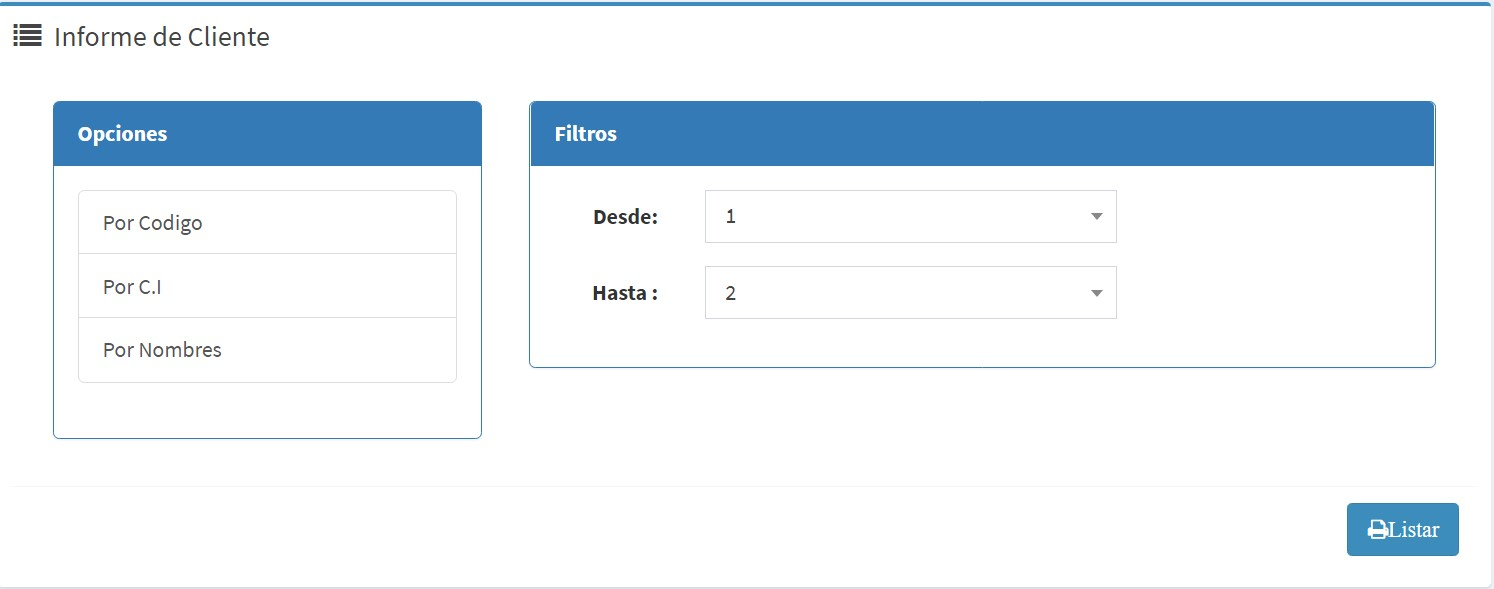 Informe de Cliente
Opciones
Por Codigo
Por C.I
Por Nombres
Filtros
Desde: 1
Hasta : 2
Listar